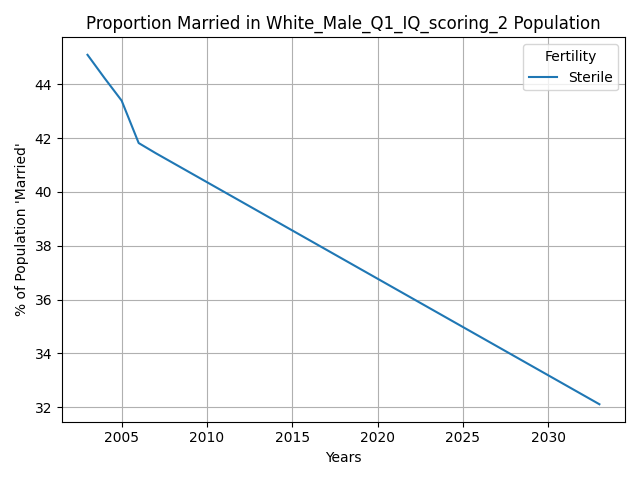 Proportion Married in White_Male_Q1_IQ_scoring_2 Population
Fertility
Sterile
% of Population 'Married'
44
42
40
38
36
34
32
2005
2010
2015
2020
2025
2030
Years